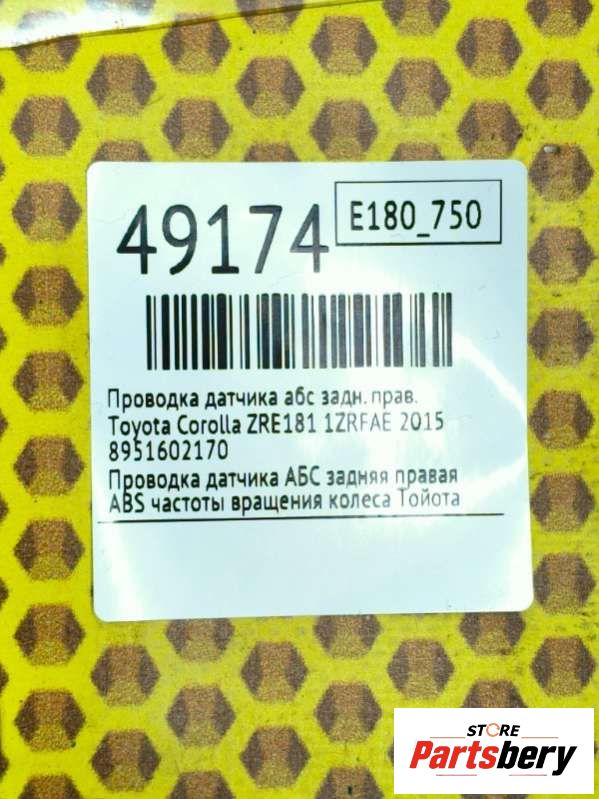 49174
E180_750
Проводка датчика абс задн. прав.
Toyota Corolla ZRE181 1ZRFAE 2015
8951602170
Проводка датчика АБС задняя правая
ABS частоты вращения колеса Тойота
STORE
Partsbery